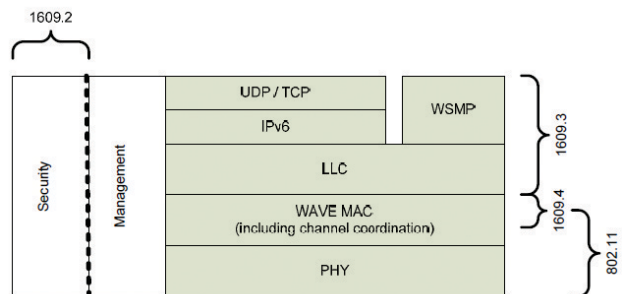 1609.2
Security
Management
UDP / TCP
IPv6
WSMP
LLC
WAVE MAC
(including channel coordination)
PHY
1609.3
1609.4
802.11